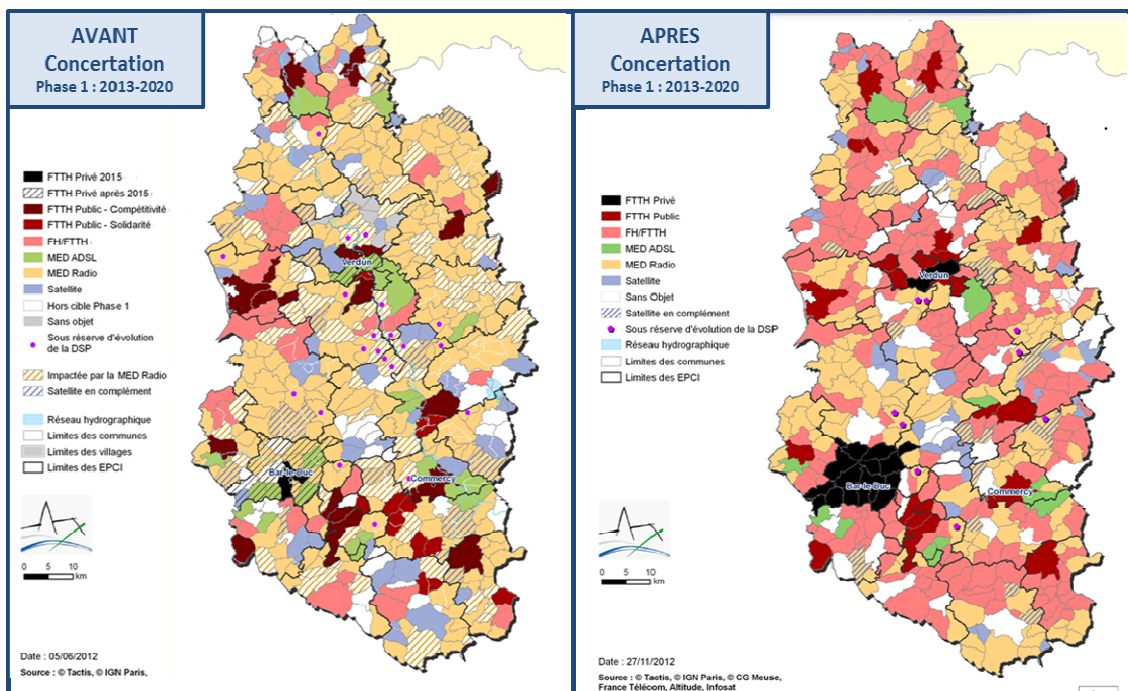 AVANT
Concertation
Phase 1 : 2013-2020
FTTH Privé 2015
FTTH Privé après 2015
FTTH Public - Compétitivité
FTTH Public - Solidarité
FH/FTTH
MED ADSL
MED Radio
Satellite
Hors cible Phase 1
Sans objet
Sous réserve d'évolution
de la DSP
Impactée par la MED Radio
Satellite en complément
Réseau hydrographique
Limites des communes
Limites des villages
Limites des EPCI
0 5 10
km
Date : 05/06/2012
Source : © Tactis, © IGN Paris,
Verdun
Bar-le-Duc
Commercy
APRES
Concertation
Phase 1 : 2013-2020
FTTH Privé
FTTH Public
FH/FTTH
MED ADSL
MED Radio
Satellite
Sans Objet
Satellite en complément
Sous réserve d'évolution de la DSP
Réseau hydrographique
Limites des communes
Limites des EPCI
0 5 10
km
Date : 27/11/2012
Source : © Tactis, © IGN Paris, © CG Meuse,
France Télécom, Altitude, Infosat
Verdun
Bar-le-Duc
Commercy